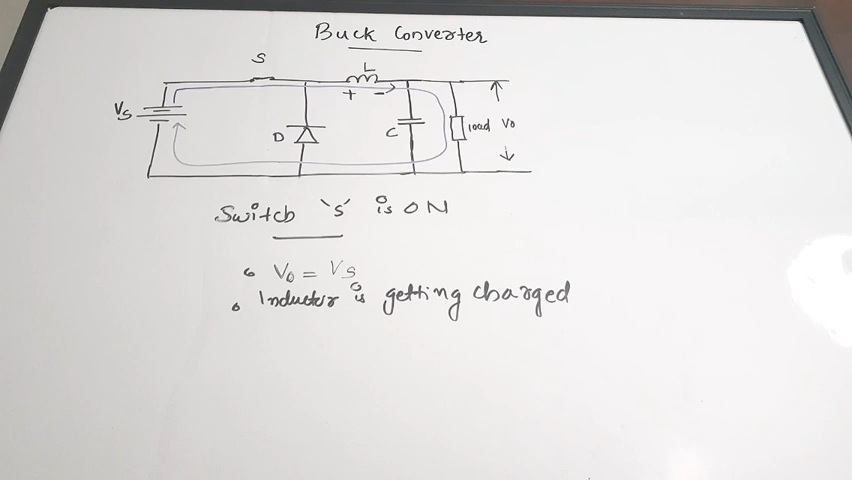 Buck Converter
S
L
+ -
Vs
D
C
load Vo
Switch 's' is ON
Vo = Vs
Inductor is getting charged